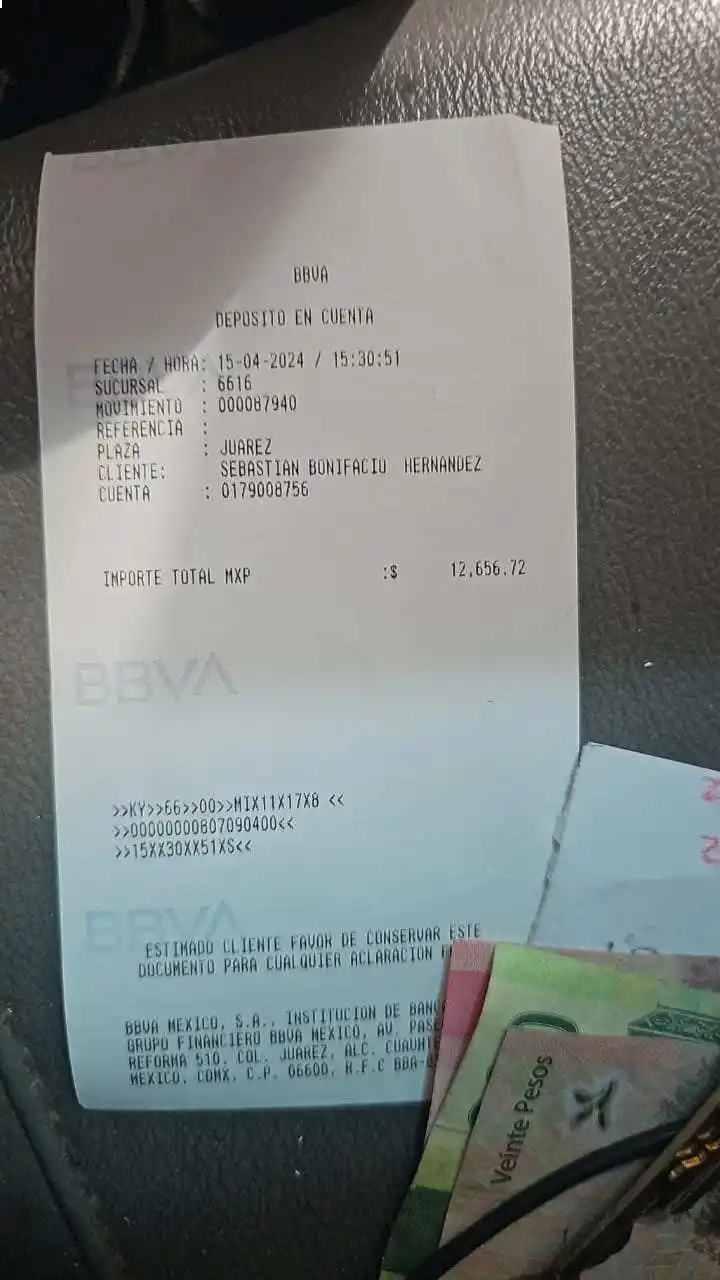 BBVA
DEPOSITO EN CUENTA
FECHA / HORA: 15-04-2024 / 15:30:51
SUCURSAL : 6616
MOVIMIENTO : 000087940
REFERENCIA :
PLAZA : JUAREZ
CLIENTE: SEBASTIAN BONIFACIO HERNANDEZ
CUENTA : 0179008756
IMPORTE TOTAL MXP :$ 12,656.72
BBVA
>>KY>>66>>00>>MIX11X17X8 <<
>>00000000807090400<<
>>15XX30XX51XS<<
BBVA
ESTIMADO CLIENTE FAVOR DE CONSERVAR ESTE
DOCUMENTO PARA CUALQUIER ACLARACION
BBVA MEXICO, S.A., INSTITUCION DE
GRUPO FINANCIERO BBVA MEXICO, AV.
REFORMA 510, COL. JUAREZ, ALC.
MEXICO, CDMX, C.P. 06600, R.F.C
Veinte Pesos